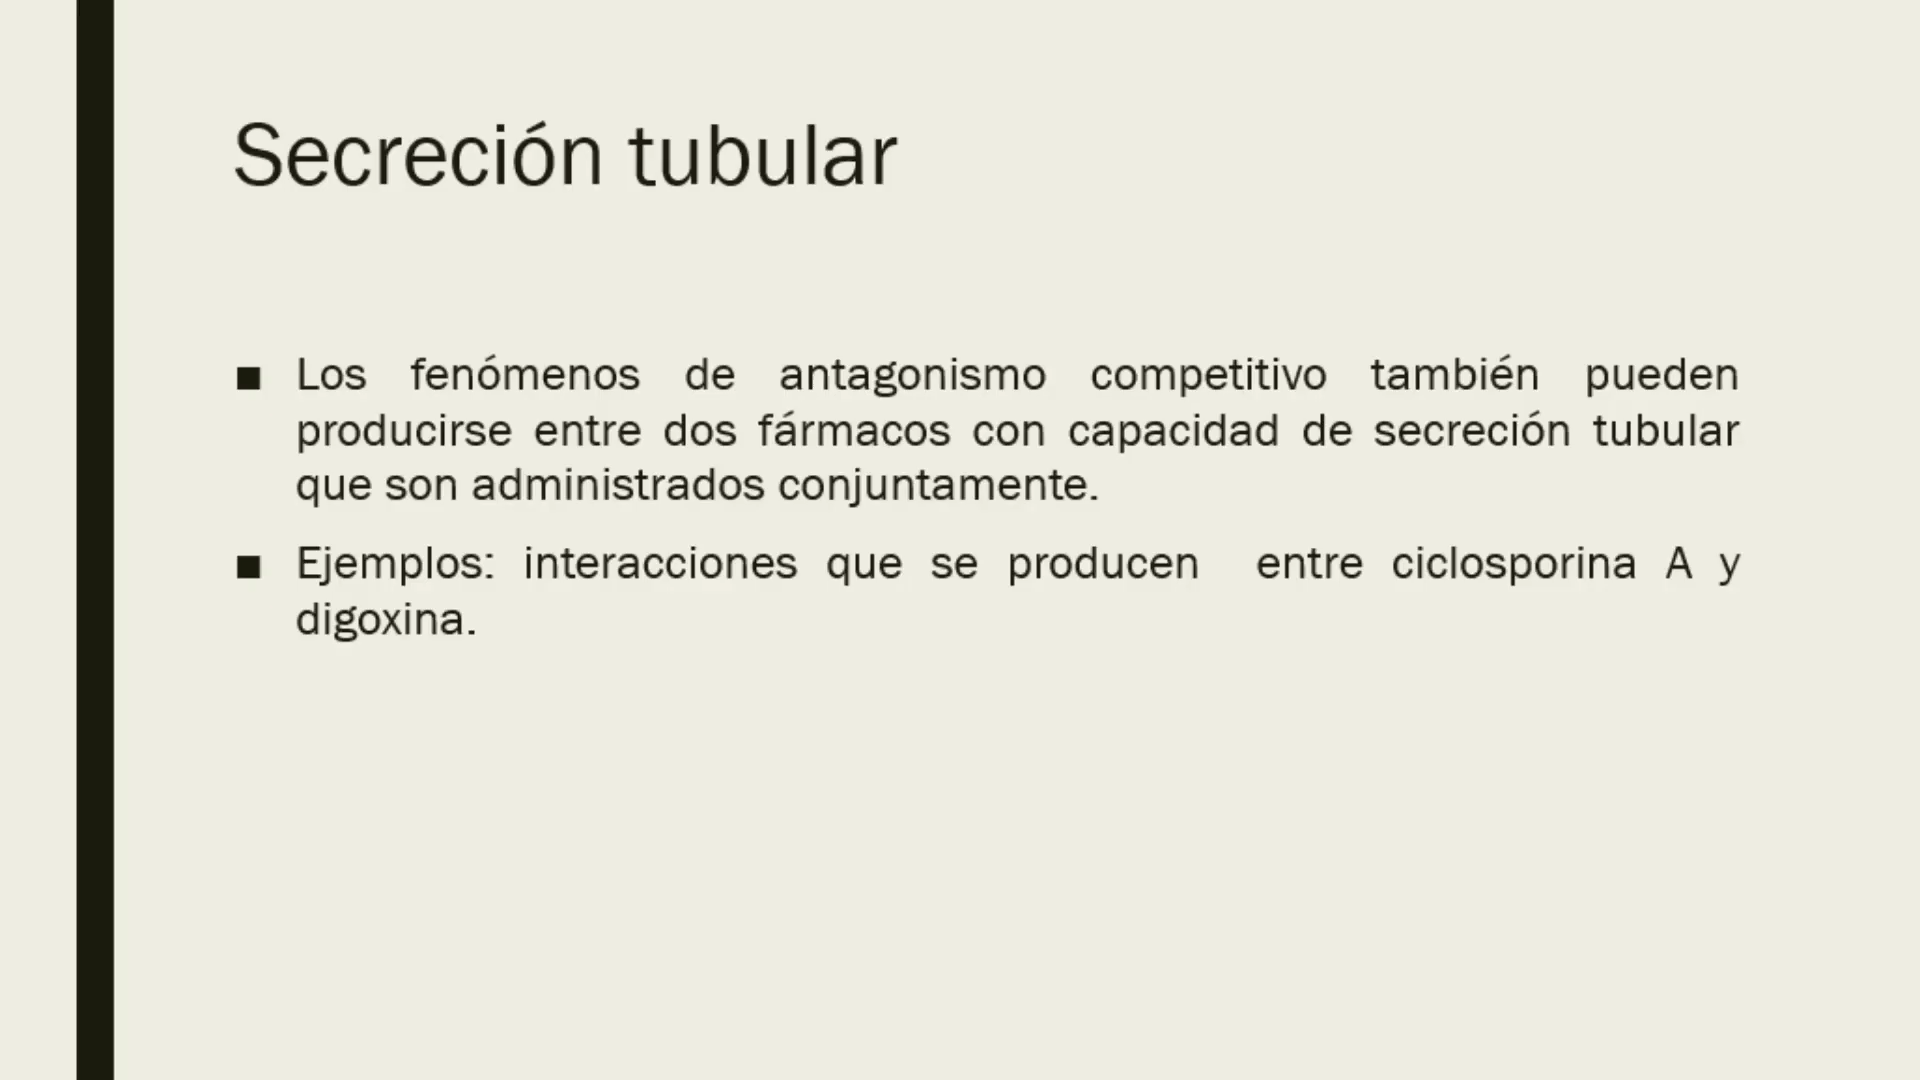 Secreción tubular
■ Los fenómenos de antagonismo competitivo también pueden
producirse entre dos fármacos con capacidad de secreción tubular
que son administrados conjuntamente.
■ Ejemplos: interacciones que se producen entre ciclosporina A y
digoxina.